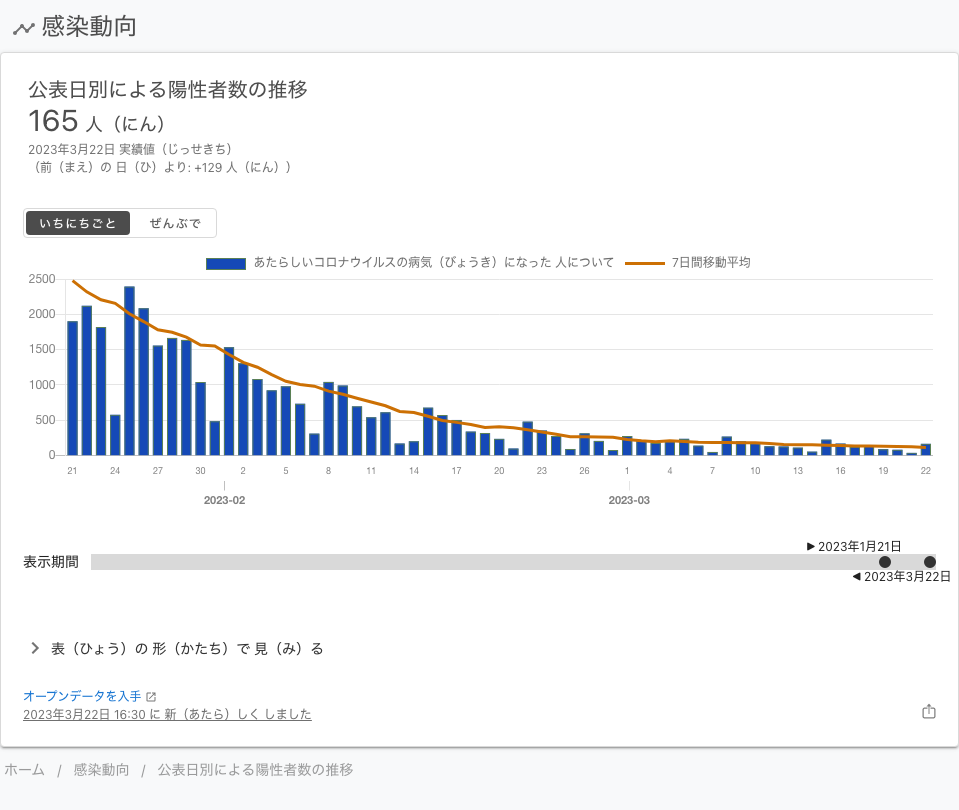 感染動向
公表日別による陽性者数の推移
165 人（にん）
2023年3月22日 実績値（じっせきち）
（前（まえ）の 日（ひ）より: +129 人（にん））
いちにちごと ぜんぶで
あたらしいコロナウイルスの病気（びょうき）になった 人について 7日間移動平均
2500
2000
1500
1000
500
0
21 24 27 30 2 5 8 11 14 17 20 23 26 1 4 7 10 13 16 19 22
2023-02 2023-03
▶ 2023年1月21日
表示期間
◀ 2023年3月22日
表（ひょう）の 形（かたち）で 見（み）る
オープンデータを入手
2023年3月22日 16:30 に 新（あたら）しく しました
ホーム / 感染動向 / 公表日別による陽性者数の推移